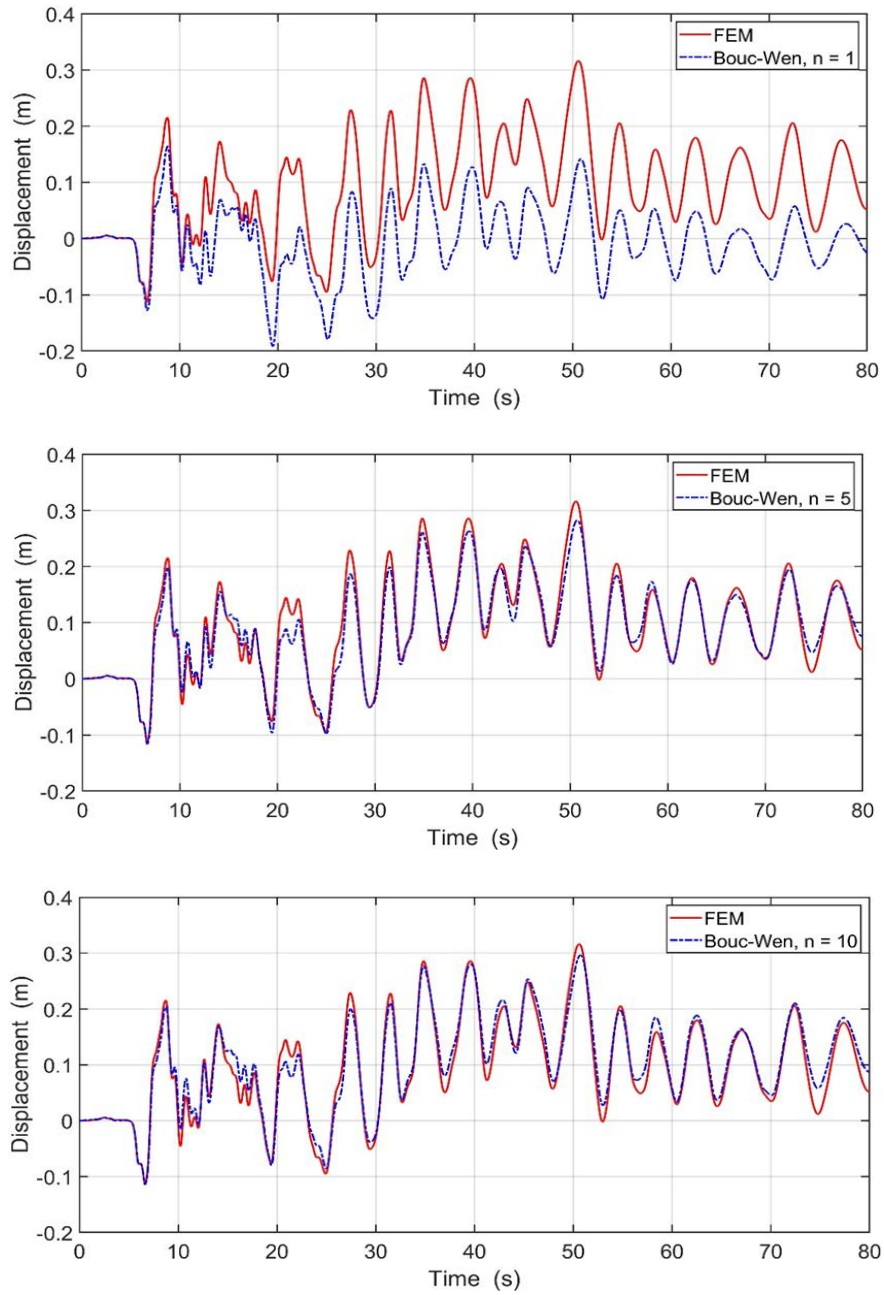 0.4
FEM
Bouc-Wen, n = 1
0.3
0.2
0.1
0
-0.1
-0.2
Displacement (m)
0 10 20 30 40 50 60 70 80
Time (s)
0.4
FEM
Bouc-Wen, n = 5
0.3
0.2
0.1
0
-0.1
-0.2
Displacement (m)
0 10 20 30 40 50 60 70 80
Time (s)
0.4
FEM
Bouc-Wen, n = 10
0.3
0.2
0.1
0
-0.1
-0.2
Displacement (m)
0 10 20 30 40 50 60 70 80
Time (s)